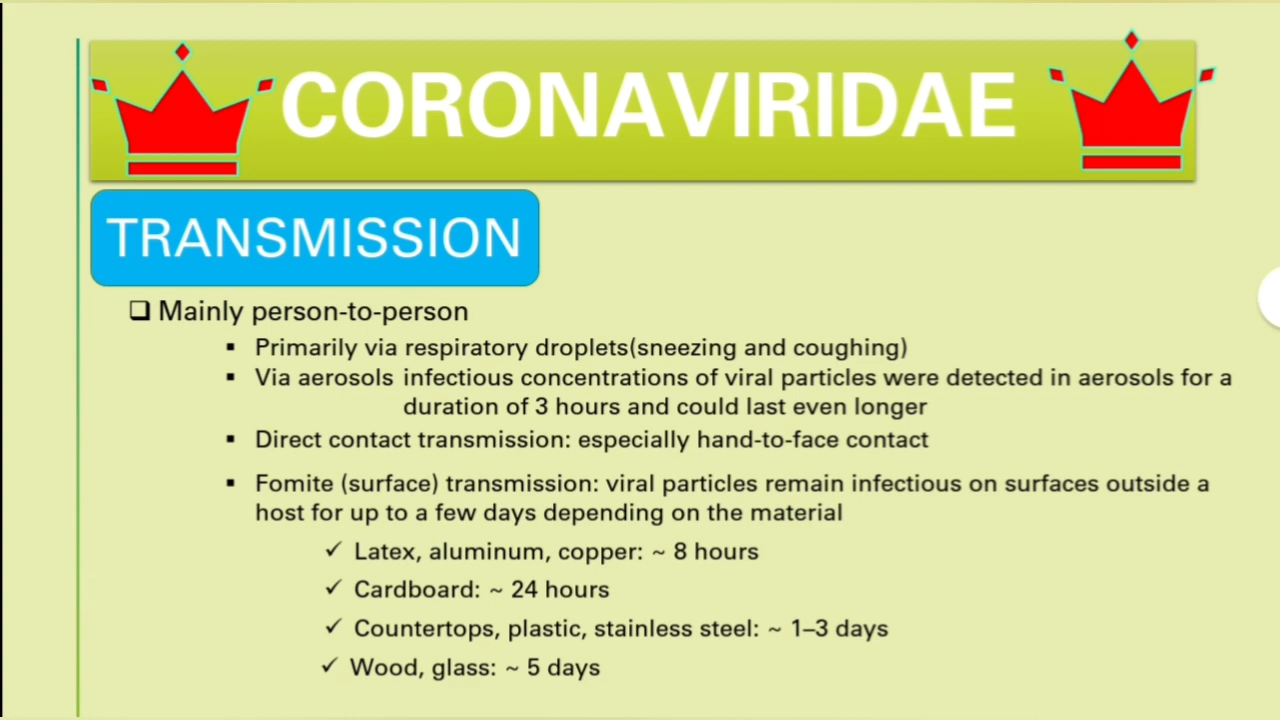 CORONAVIRIDAE
TRANSMISSION
❑ Mainly person-to-person
▪ Primarily via respiratory droplets(sneezing and coughing)
▪ Via aerosols infectious concentrations of viral particles were detected in aerosols for a
duration of 3 hours and could last even longer
▪ Direct contact transmission: especially hand-to-face contact
▪ Fomite (surface) transmission: viral particles remain infectious on surfaces outside a
host for up to a few days depending on the material
✓ Latex, aluminum, copper: ~ 8 hours
✓ Cardboard: ~ 24 hours
✓ Countertops, plastic, stainless steel: ~ 1–3 days
✓ Wood, glass: ~ 5 days